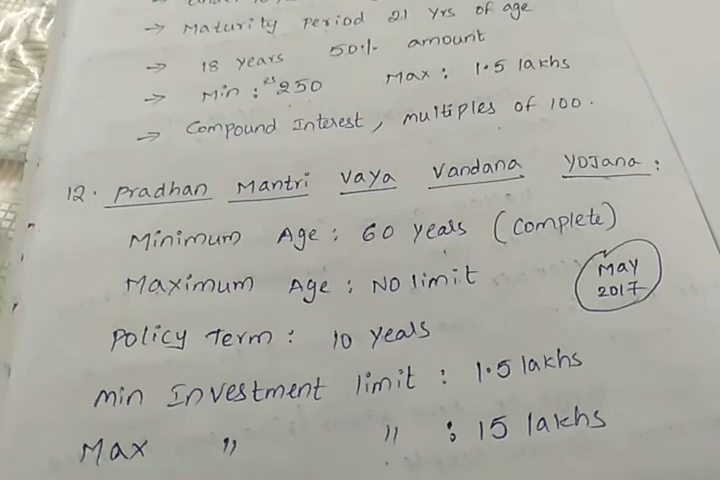 → Maturity Period 21 yrs of age
→ 18 years 50% amount
→ Min : Rs 250 Max : 1.5 lakhs
→ Compound Interest, multiples of 100.
12. Pradhan Mantri Vaya Vandana YOJana :
Minimum Age : 60 years (Complete)
Maximum Age : NO limit
May
2017
Policy Term : 10 years
Min Investment limit : 1.5 lakhs
Max " " : 15 lakhs